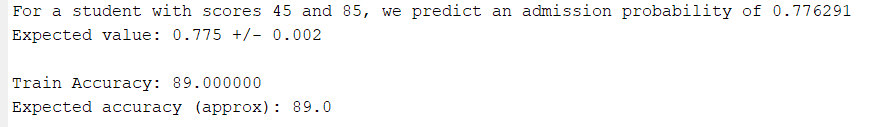 For a student with scores 45 and 85, we predict an admission probability of 0.776291
Expected value: 0.775 +/- 0.002
Train Accuracy: 89.000000
Expected accuracy (approx): 89.0